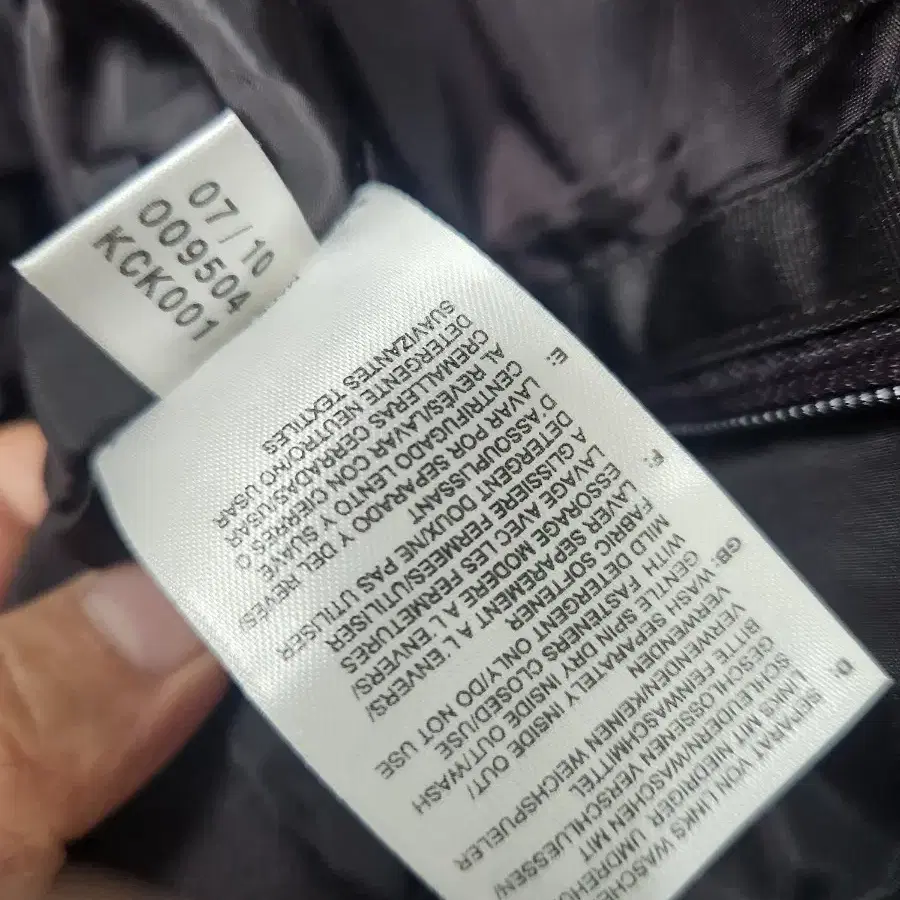 07/10
009504
KCK001
D: SEPARAT VON LINKS WASCHE
LINKS MIT NIEDRIGER UMDREHU
SCHLEUDERN/WASCHEN MIT
GESCHLOSSENEN VERSCHLUESSEN/
BITTE FEINWASCHMITTEL
VERWENDEN/KEINEN WEICHSPUELER
VERWENDEN
GB: WASH SEPARATELY INSIDE OUT/
GENTLE SPIN DRY INSIDE OUT/WASH
WITH FASTENERS CLOSED/USE
MILD DETERGENT ONLY/DO NOT USE
FABRIC SOFTENER
F: LAVER SEPAREMENT A L'ENVERS/
ESSORAGE MODERE A L'ENVERS/
LAVAGE AVEC LES FERMETURES
A GLISSIERE FERMEES/UTILISER
DETERGENT DOUX/NE PAS UTILISER
D'ASSOUPLISSANT
E: LAVAR POR SEPARADO Y DEL REVES/
CENTRIFUGADO LENTO Y SUAVE
AL REVES/LAVAR CON CIERRES O
CREMALLERAS CERRADAS/USAR
DETERGENTE NEUTRO/NO USAR
SUAVIZANTES TEXTILES